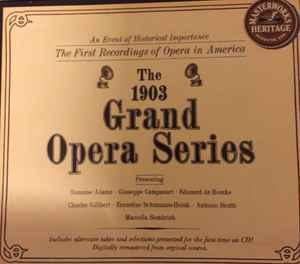 An Event of Historical Importance
The First Recordings of Opera in America
MASTERWORKS
HERITAGE
The
1903
Grand
Opera Series
Presenting
Suzanne Adams · Giuseppe Campanari · Édouard de Reszke
Charles Gilibert · Ernestine Schumann-Heink · Antonio Scotti
Marcella Sembrich
Includes alternate takes and selections presented for the first time on CD!
Digitally remastered from original sources.